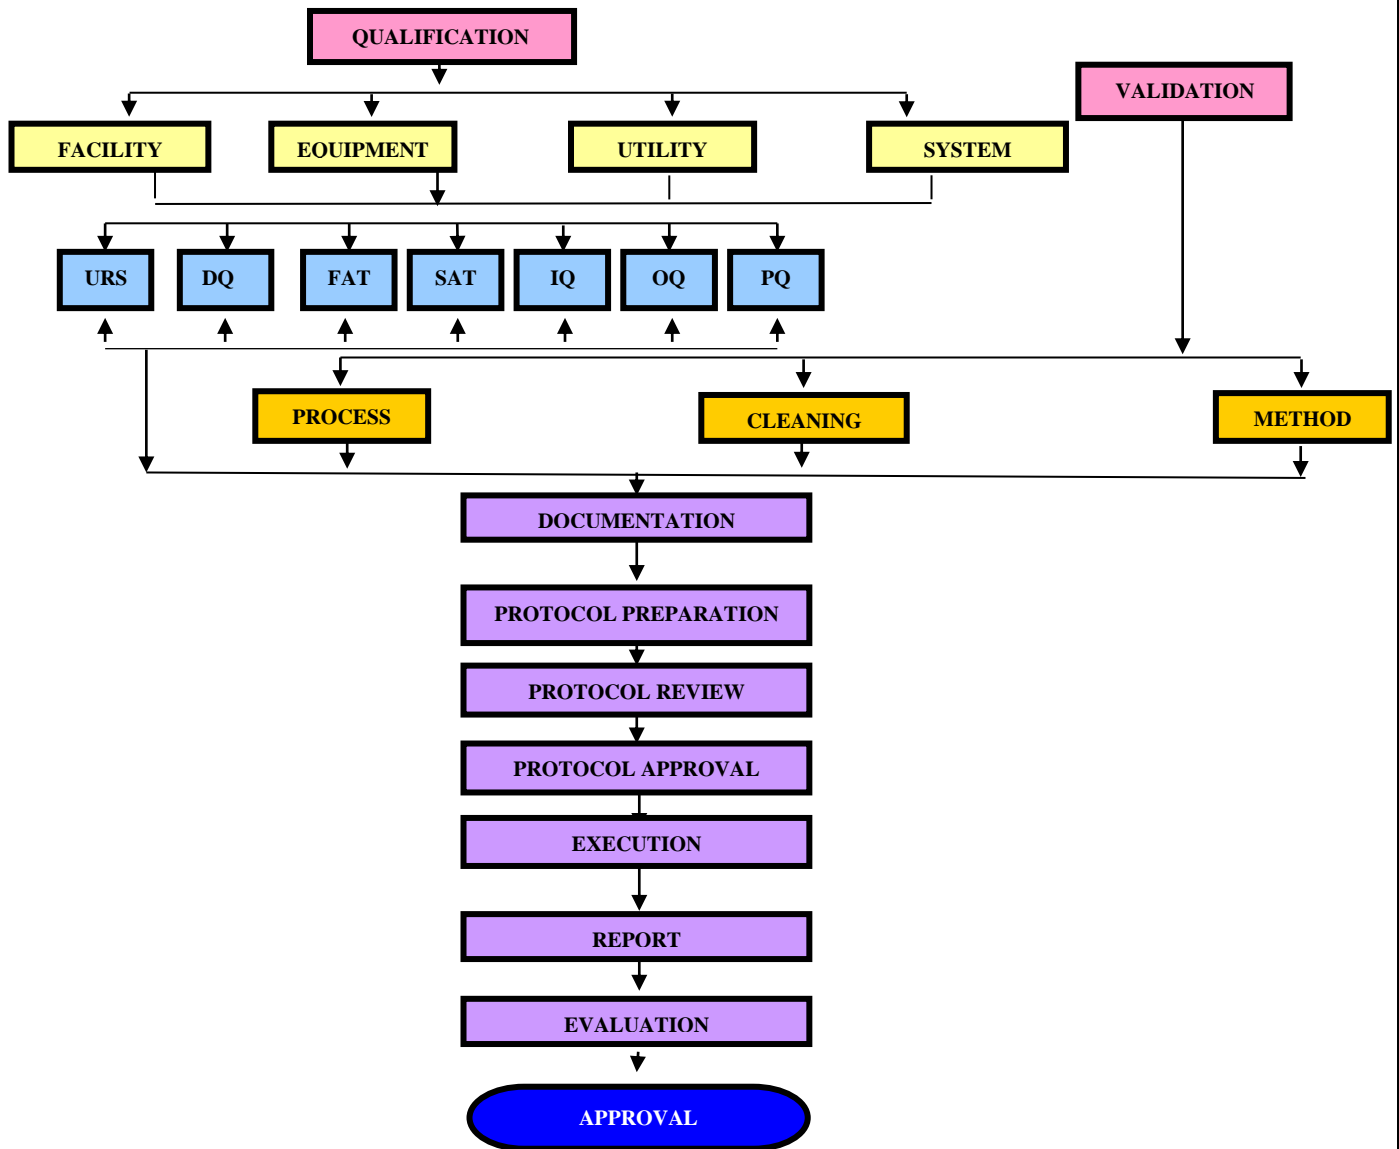 QUALIFICATION
VALIDATION
FACILITY
EQUIPMENT
UTILITY
SYSTEM
URS
DQ
FAT
SAT
IQ
OQ
PQ
PROCESS
CLEANING
METHOD
DOCUMENTATION
PROTOCOL PREPARATION
PROTOCOL REVIEW
PROTOCOL APPROVAL
EXECUTION
REPORT
EVALUATION
APPROVAL